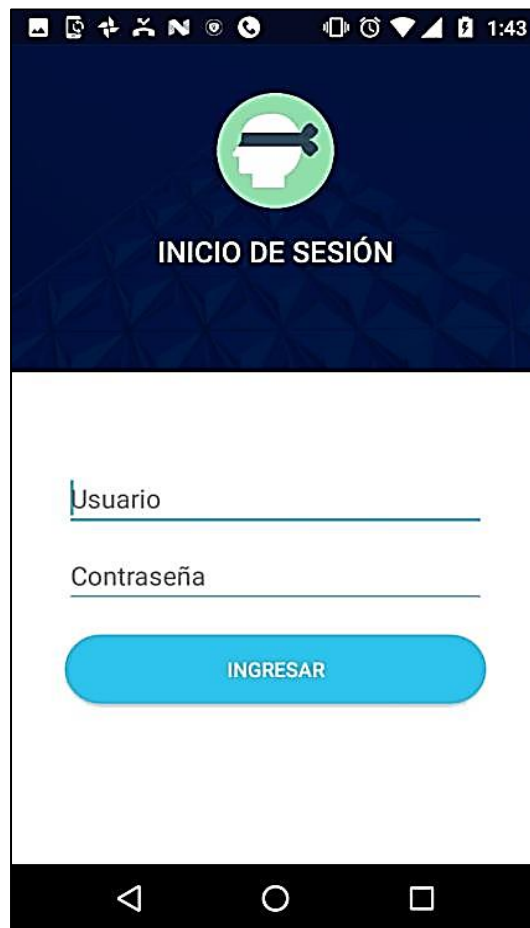 1:43
INICIO DE SESIÓN
Usuario
Contraseña
INGRESAR